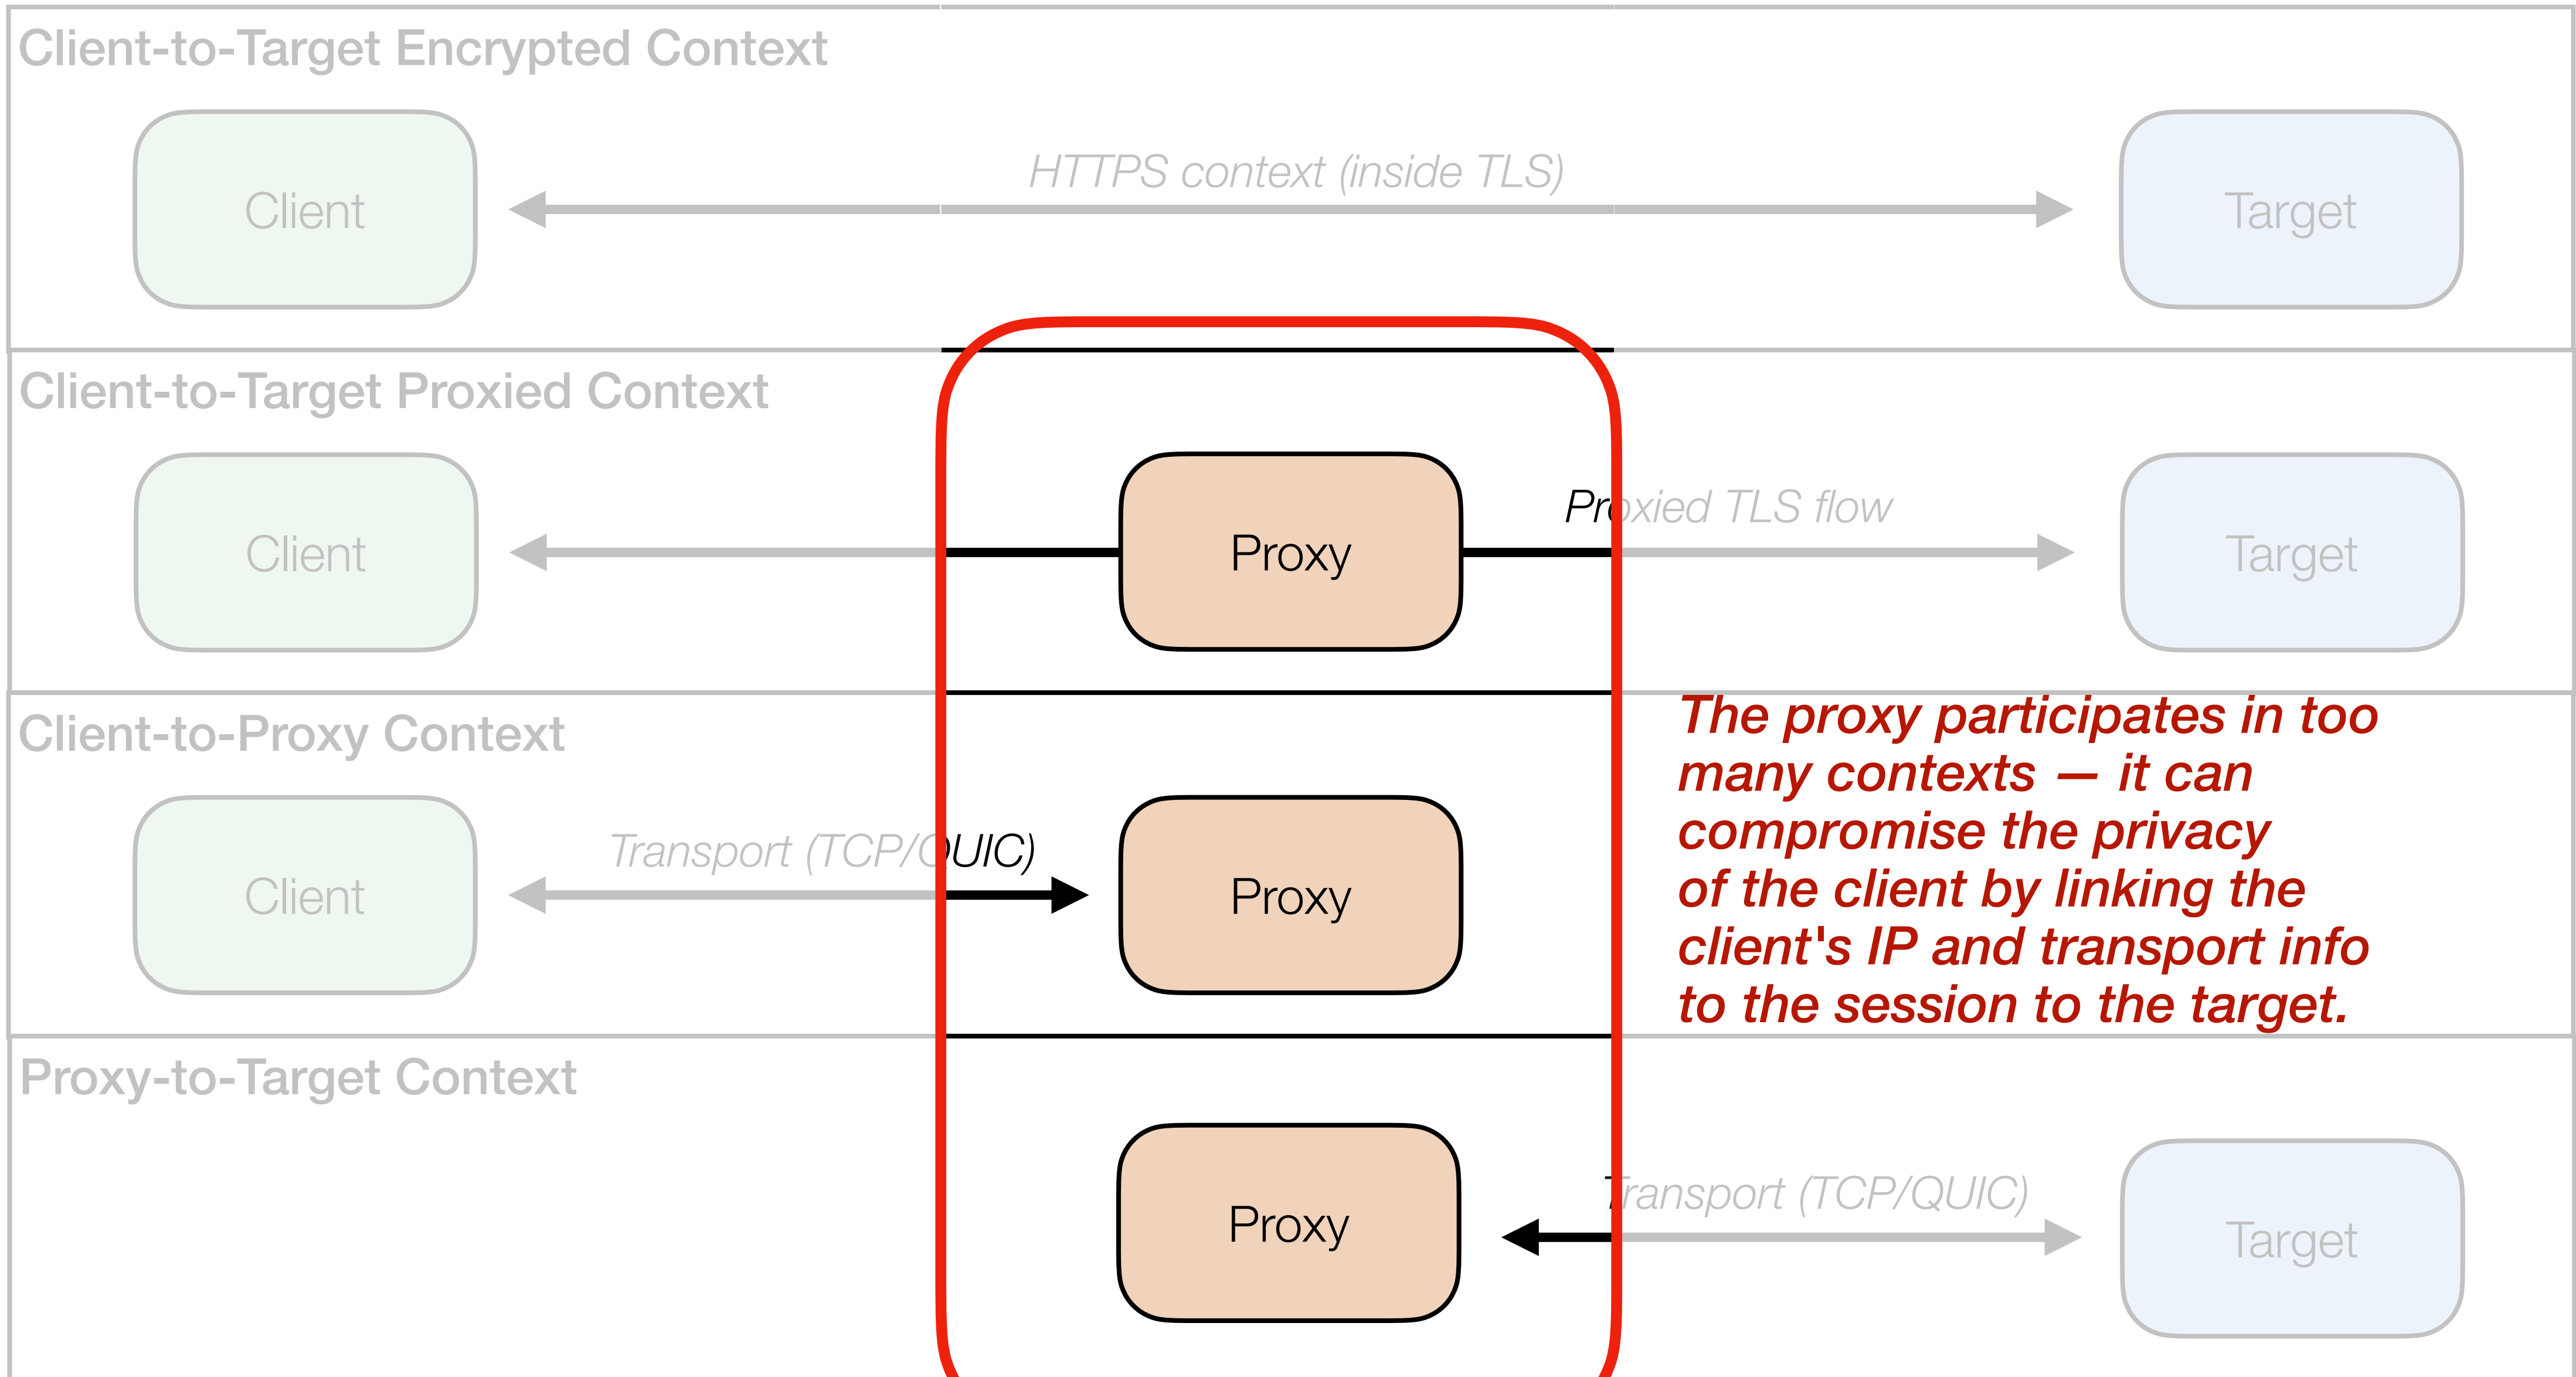 Client-to-Target Encrypted Context
HTTPS context (inside TLS)
Client
Target
Client-to-Target Proxied Context
Proxied TLS flow
Client
Proxy
Target
Client-to-Proxy Context
The proxy participates in too
many contexts — it can
compromise the privacy
of the client by linking the
client's IP and transport info
to the session to the target.
Transport (TCP/QUIC)
Client
Proxy
Proxy-to-Target Context
Transport (TCP/QUIC)
Proxy
Target